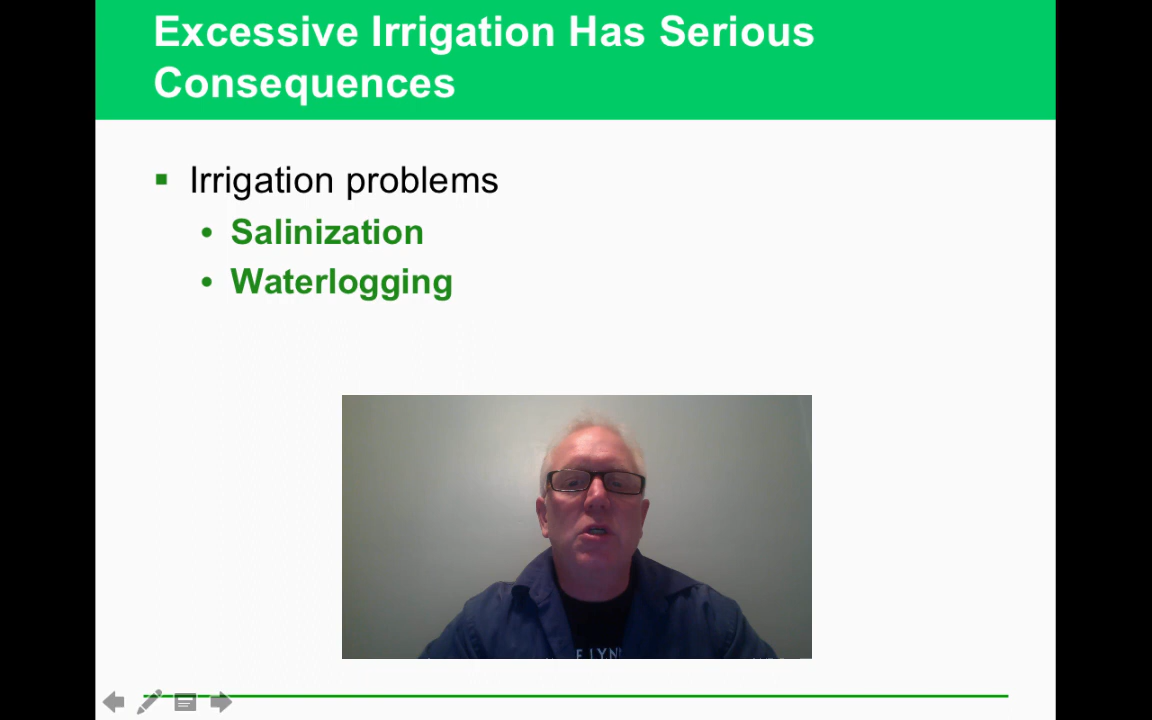 Excessive Irrigation Has Serious
Consequences
Irrigation problems
Salinization
Waterlogging